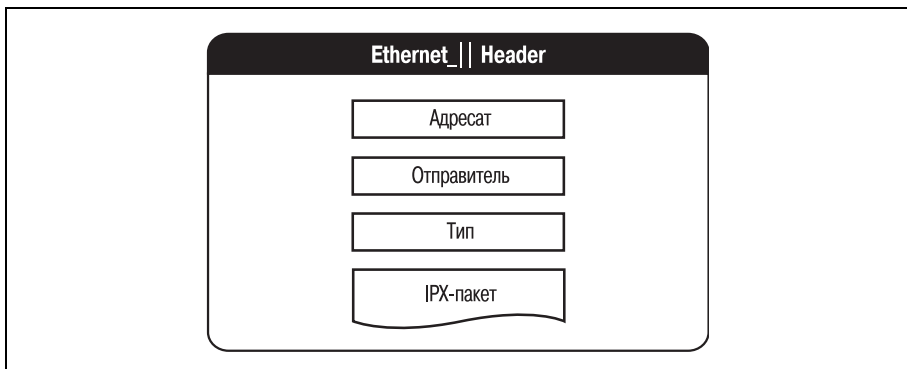 Ethernet_|| Header
Адресат
Отправитель
Тип
IPX-пакет